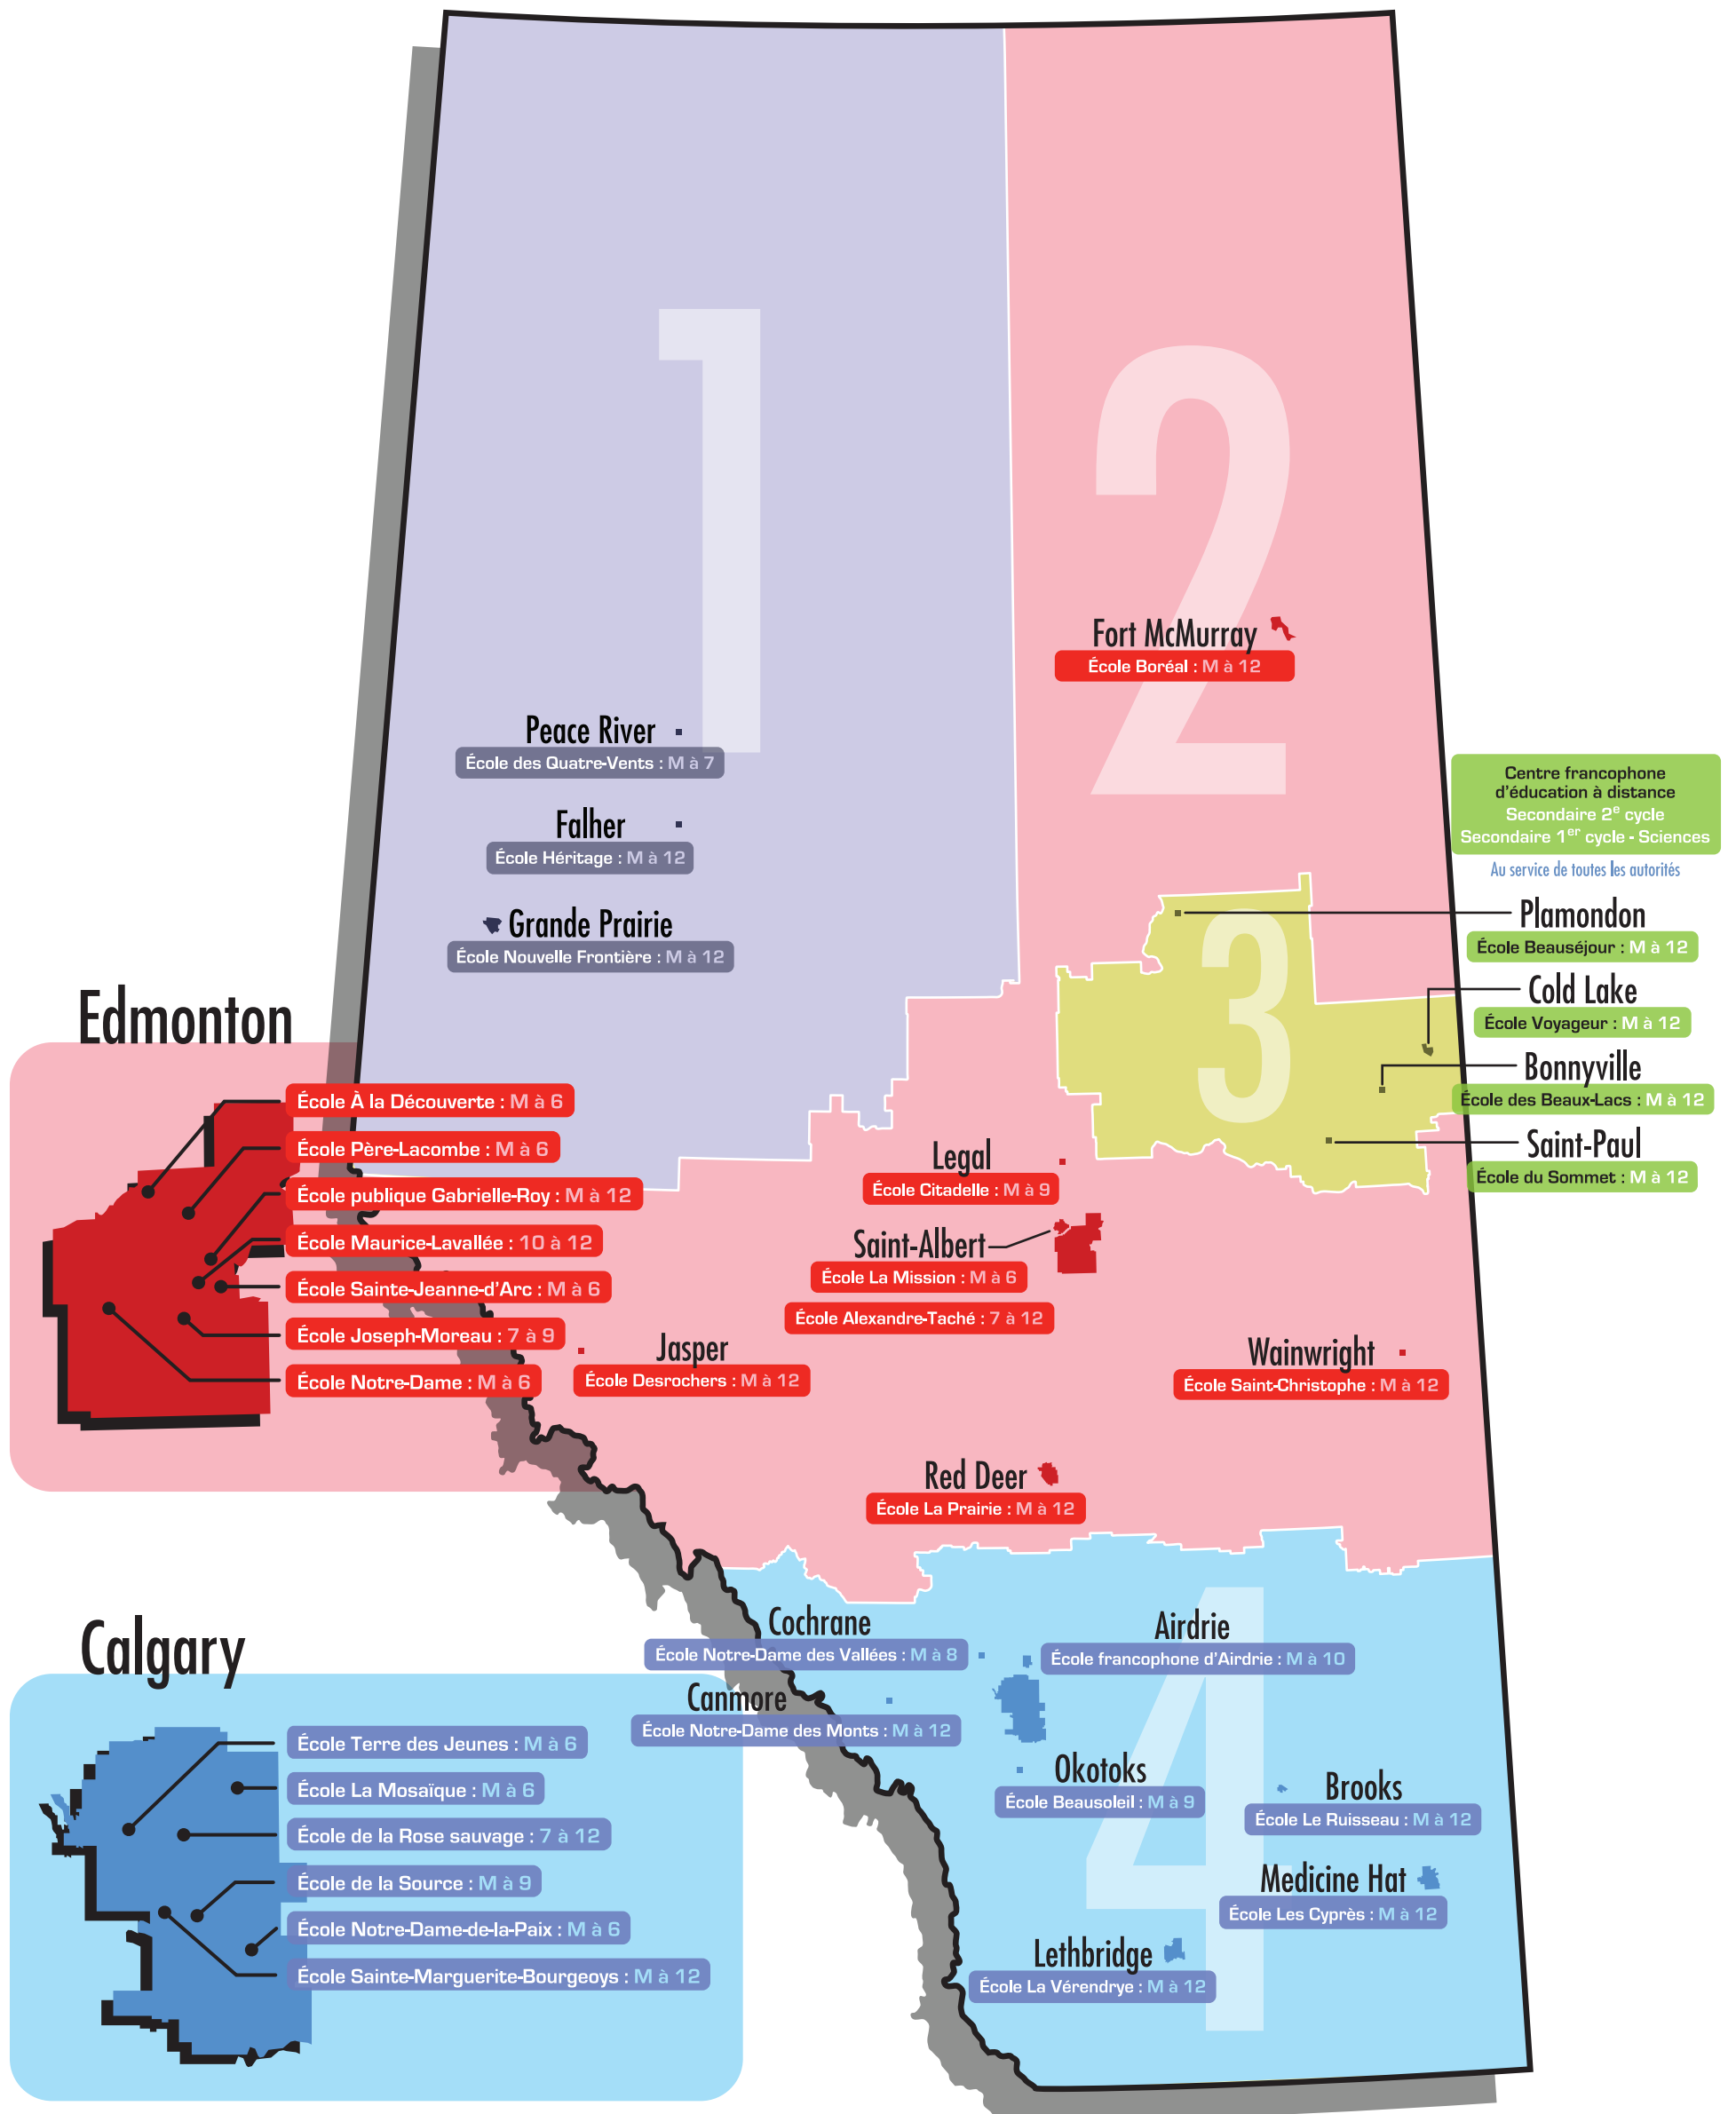 1
2
Fort McMurray
École Boréal : M à 12
Peace River
École des Quatre-Vents : M à 7
Falher
École Héritage : M à 12
Grande Prairie
École Nouvelle Frontière : M à 12
Centre francophone
d'éducation à distance
Secondaire 2e cycle
Secondaire 1er cycle - Sciences
Au service de toutes les autorités
3
Plamondon
École Beauséjour : M à 12
Cold Lake
École Voyageur : M à 12
Bonnyville
École des Beaux-Lacs : M à 12
Saint-Paul
École du Sommet : M à 12
Edmonton
École À la Découverte : M à 6
École Père-Lacombe : M à 6
École publique Gabrielle-Roy : M à 12
École Maurice-Lavallée : 10 à 12
École Sainte-Jeanne-d'Arc : M à 6
École Joseph-Moreau : 7 à 9
École Notre-Dame : M à 6
Legal
École Citadelle : M à 9
Saint-Albert
École La Mission : M à 6
École Alexandre-Taché : 7 à 12
Jasper
École Desrochers : M à 12
Wainwright
École Saint-Christophe : M à 12
Red Deer
École La Prairie : M à 12
4
Cochrane
École Notre-Dame des Vallées : M à 8
Airdrie
École francophone d'Airdrie : M à 10
Canmore
École Notre-Dame des Monts : M à 12
Okotoks
École Beausoleil : M à 9
Brooks
École Le Ruisseau : M à 12
Medicine Hat
École Les Cyprès : M à 12
Lethbridge
École La Vérendrye : M à 12
Calgary
École Terre des Jeunes : M à 6
École La Mosaïque : M à 6
École de la Rose sauvage : 7 à 12
École de la Source : M à 9
École Notre-Dame-de-la-Paix : M à 6
École Sainte-Marguerite-Bourgeoys : M à 12